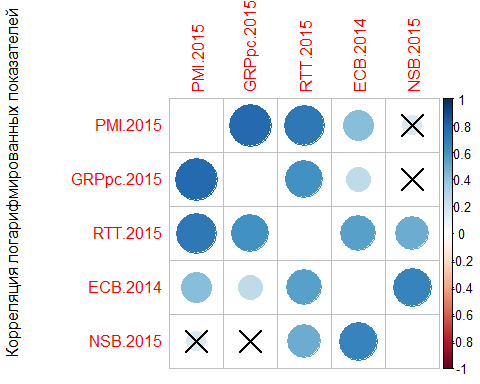 Корреляция логарифмированных показателей
PMI.2015 GRPpc.2015 RTT.2015 ECB.2014 NSB.2015
PMI.2015
GRPpc.2015
RTT.2015
ECB.2014
NSB.2015
1
0.8
0.6
0.4
0.2
0
-0.2
-0.4
-0.6
-0.8
-1